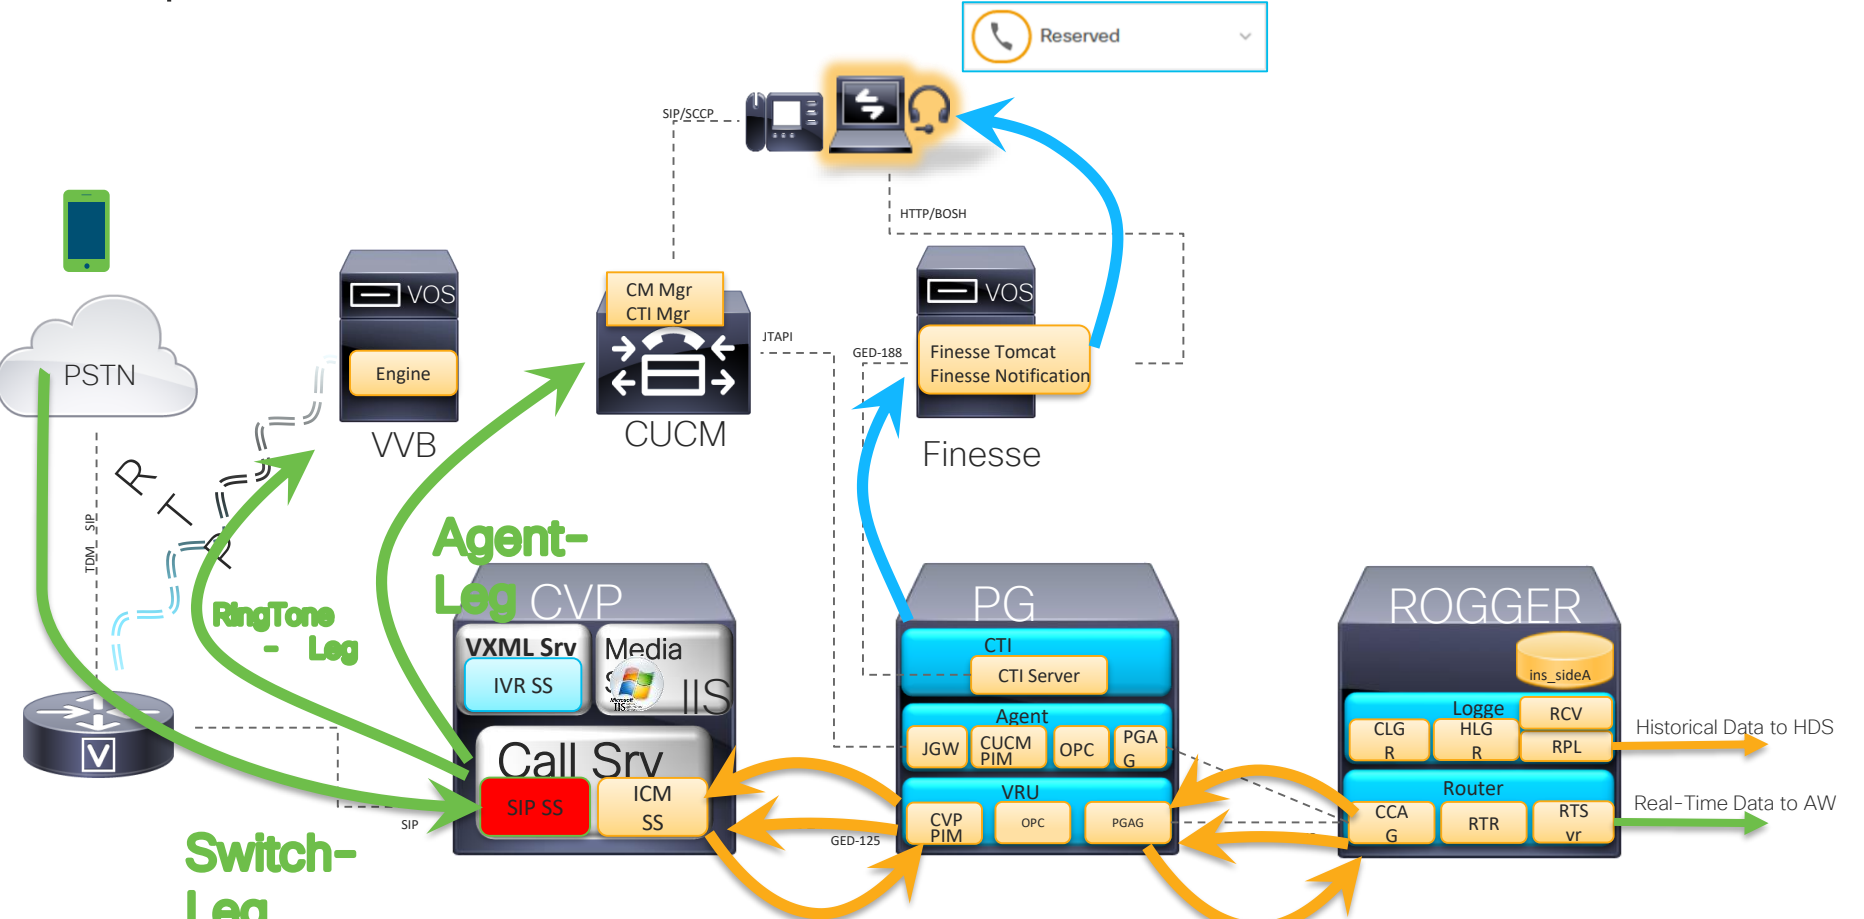 Reserved
SIP/SCCP
HTTP/BOSH
VOS
CM Mgr
CTI Mgr
VOS
JTAPI
GED-188
Finesse Tomcat
Finesse Notification
PSTN
Engine
VVB
CUCM
Finesse
R
T
P
TDM SIP
Agent-
Leg
RingTone
- Leg
CVP
PG
ROGGER
VXML Srv
IVR SS
Media
S
Microsoft
IIS
IIS
CTI
CTI Server
ins_sideA
Agent
JGW
CUCM
PIM
OPC
PGA
G
Logge
CLG
R
HLG
R
RCV
RPL
Historical Data to HDS
Call Srv
SIP SS
ICM
SS
VRU
CVP
PIM
OPC
PGAG
Router
CCA
G
RTR
RTS
vr
Real-Time Data to AW
V
SIP
GED-125
Switch-
Leg